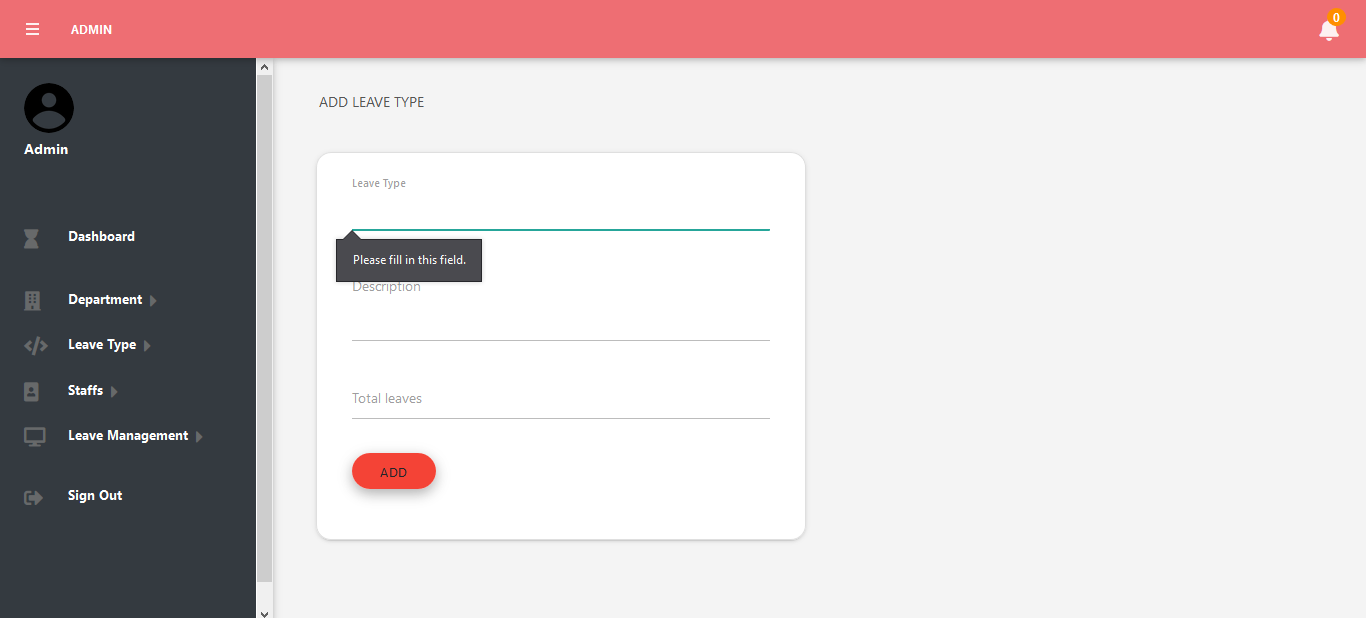 ADMIN
0
Admin
Dashboard
Department
Leave Type
Staffs
Leave Management
Sign Out
ADD LEAVE TYPE
Leave Type
Please fill in this field.
Description
Total leaves
ADD